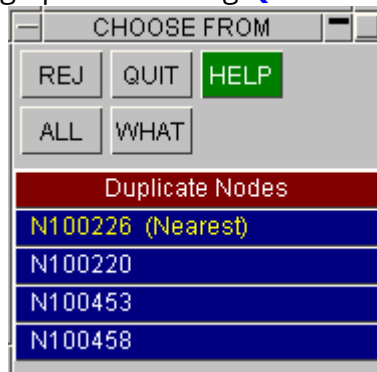 CHOOSE FROM
REJ QUIT HELP
ALL WHAT
Duplicate Nodes
N100226 (Nearest)
N100220
N100453
N100458